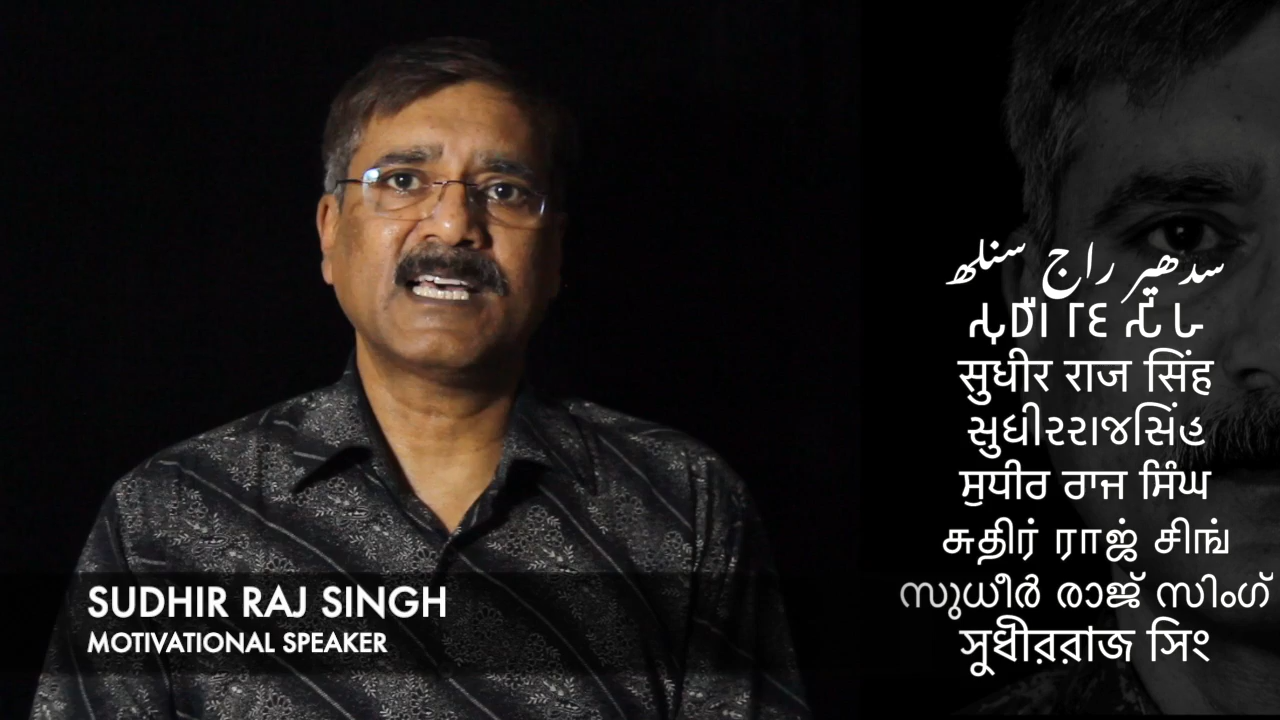 SUDHIR RAJ SINGH
MOTIVATIONAL SPEAKER
سدھیر راج سنلھ
𑀲𑀼𑀥𑀻𑀭 𑀭𑀸𑀚 𑀲𑀺𑀁𑀳
सुधीर राज सिंह
સુધીરરાજસિંહ
ਸੁਧੀਰ ਰਾਜ ਸਿੰਘ
சுதிர் ராஜ் சிங்
സുധീർ രാജ് സിംഗ്
সুধীররাজ সিং